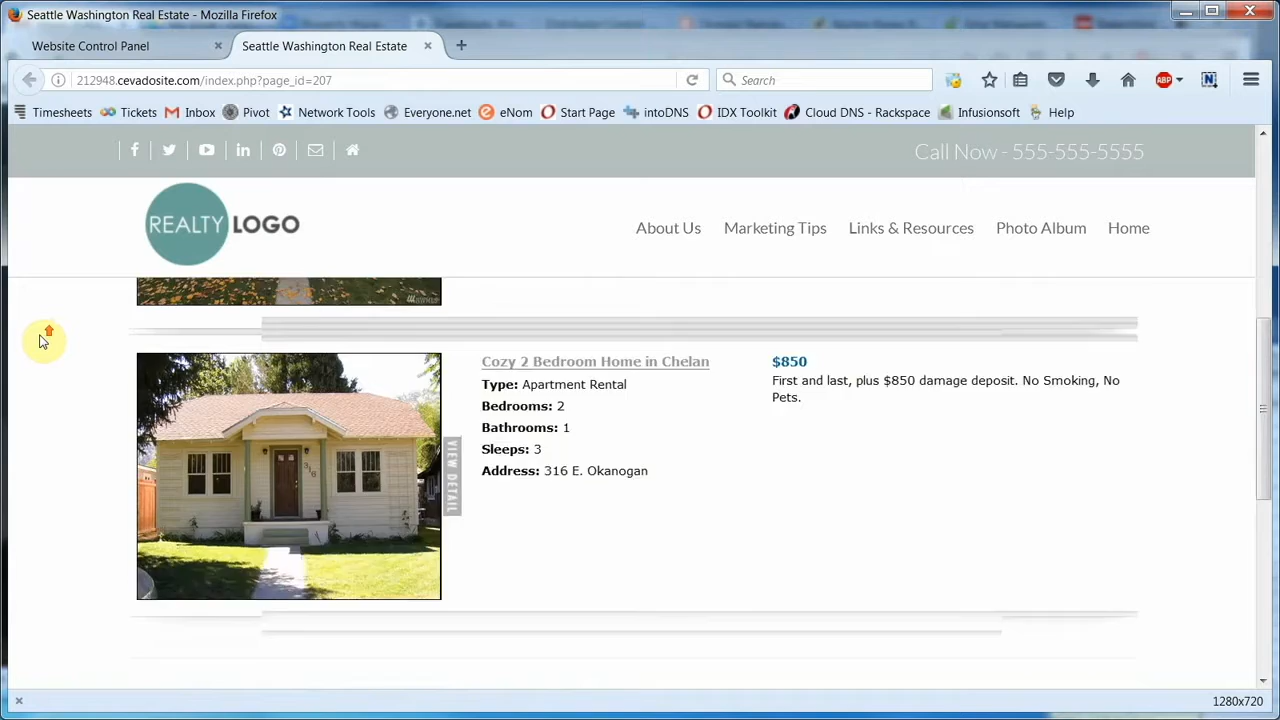 Seattle Washington Real Estate - Mozilla Firefox
Website Control Panel
Seattle Washington Real Estate
212948.cevadosite.com/index.php?page_id=207
Search
ABP
N
Timesheets
Tickets
Inbox
Pivot
Network Tools
Everyone.net
eNom
Start Page
intoDNS
IDX Toolkit
Cloud DNS - Rackspace
Infusionsoft
Help
Call Now - 555-555-5555
REALTY LOGO
About Us
Marketing Tips
Links & Resources
Photo Album
Home
Cozy 2 Bedroom Home in Chelan
Type: Apartment Rental
Bedrooms: 2
Bathrooms: 1
Sleeps: 3
Address: 316 E. Okanogan
$850
First and last, plus $850 damage deposit. No Smoking, No
Pets.
VIEW DETAIL
316
1280x720